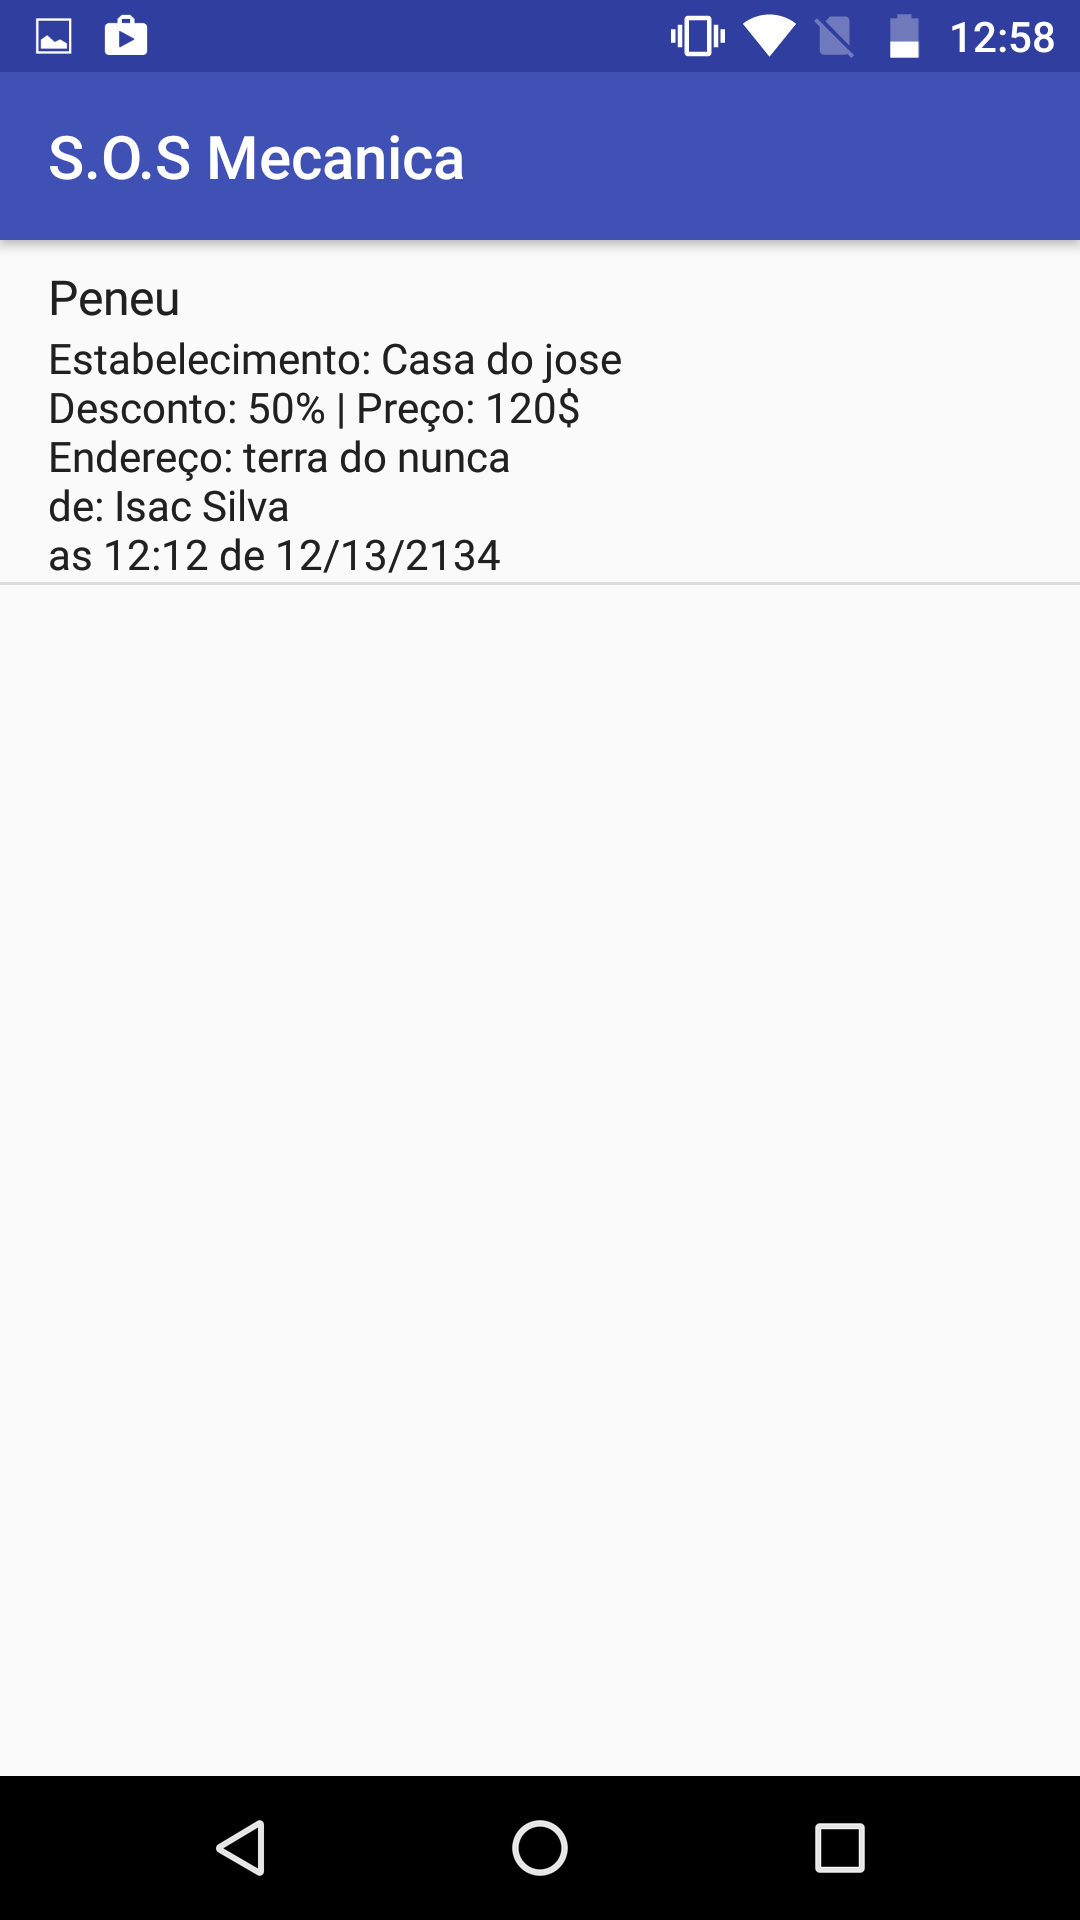 12:58
S.O.S Mecanica
Peneu
Estabelecimento: Casa do jose
Desconto: 50% | Preço: 120$
Endereço: terra do nunca
de: Isac Silva
as 12:12 de 12/13/2134